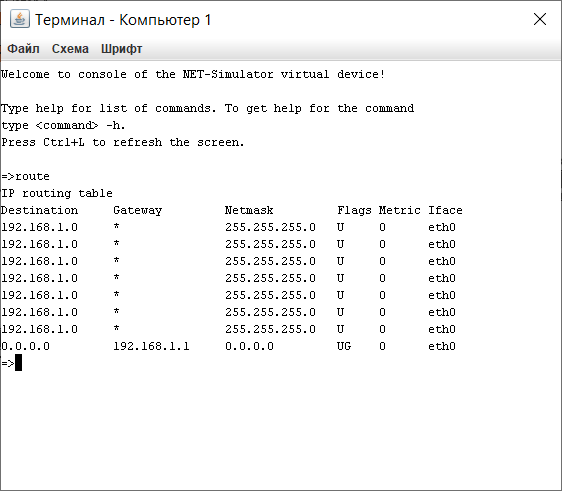 Терминал - Компьютер 1
Файл Схема Шрифт
Welcome to console of the NET-Simulator virtual device!
Type help for list of commands. To get help for the command
type <command> -h.
Press Ctrl+L to refresh the screen.
=>route
IP routing table
Destination Gateway Netmask Flags Metric Iface
192.168.1.0 * 255.255.255.0 U 0 eth0
192.168.1.0 * 255.255.255.0 U 0 eth0
192.168.1.0 * 255.255.255.0 U 0 eth0
192.168.1.0 * 255.255.255.0 U 0 eth0
192.168.1.0 * 255.255.255.0 U 0 eth0
192.168.1.0 * 255.255.255.0 U 0 eth0
192.168.1.0 * 255.255.255.0 U 0 eth0
0.0.0.0 192.168.1.1 0.0.0.0 UG 0 eth0
=>